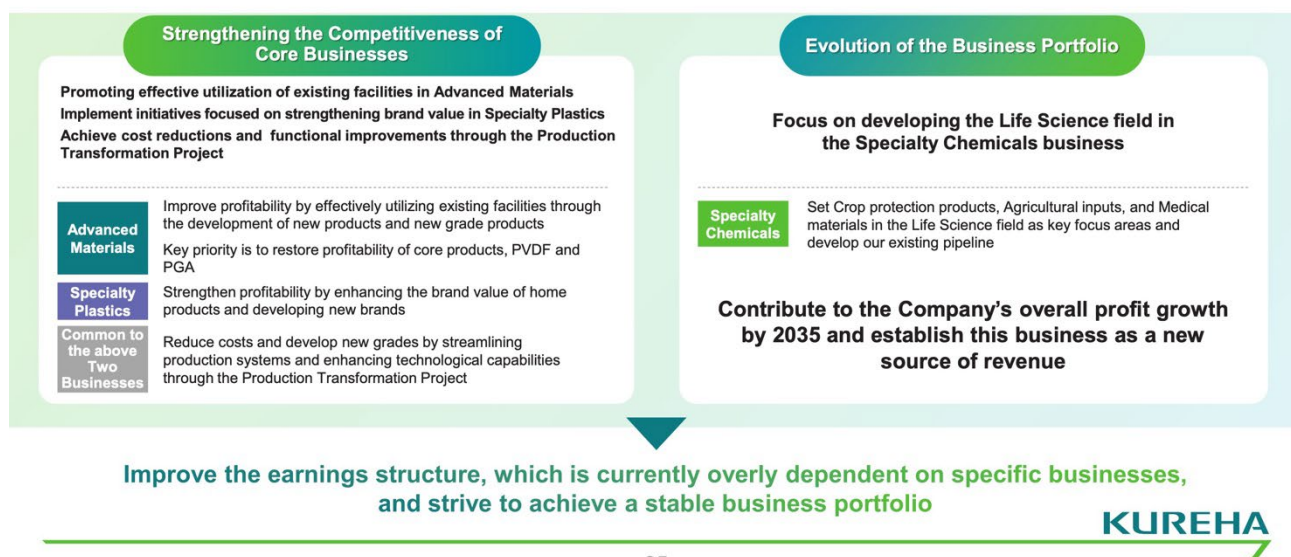 Strengthening the Competitiveness of
Core Businesses
Promoting effective utilization of existing facilities in Advanced Materials
Implement initiatives focused on strengthening brand value in Specialty Plastics
Achieve cost reductions and functional improvements through the Production
Transformation Project
Advanced
Materials
Improve profitability by effectively utilizing existing facilities through
the development of new products and new grade products
Key priority is to restore profitability of core products, PVDF and
PGA
Specialty
Plastics
Strengthen profitability by enhancing the brand value of home
products and developing new brands
Common to
the above
Two
Businesses
Reduce costs and develop new grades by streamlining
production systems and enhancing technological capabilities
through the Production Transformation Project
Evolution of the Business Portfolio
Focus on developing the Life Science field in
the Specialty Chemicals business
Specialty
Chemicals
Set Crop protection products, Agricultural inputs, and Medical
materials in the Life Science field as key focus areas and
develop our existing pipeline
Contribute to the Company's overall profit growth
by 2035 and establish this business as a new
source of revenue
Improve the earnings structure, which is currently overly dependent on specific businesses,
and strive to achieve a stable business portfolio
KUREHA